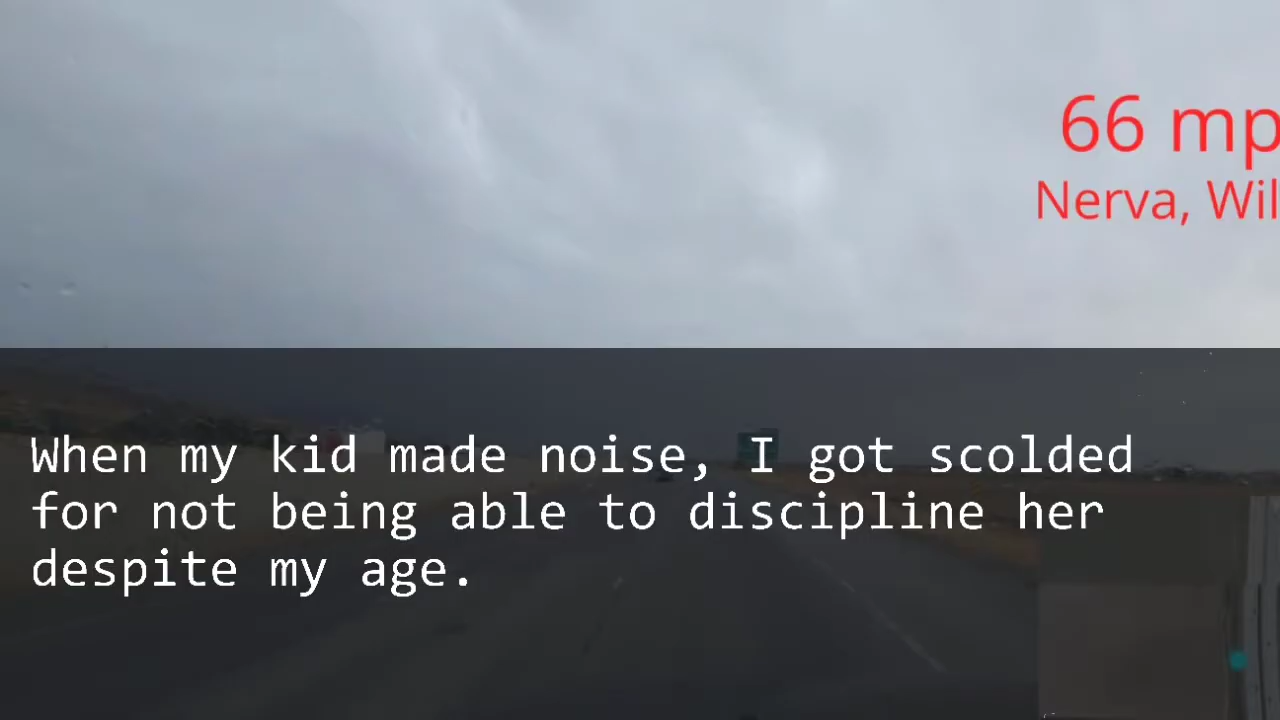 66 mp
Nerva, Wil
When my kid made noise, I got scolded
for not being able to discipline her
despite my age.